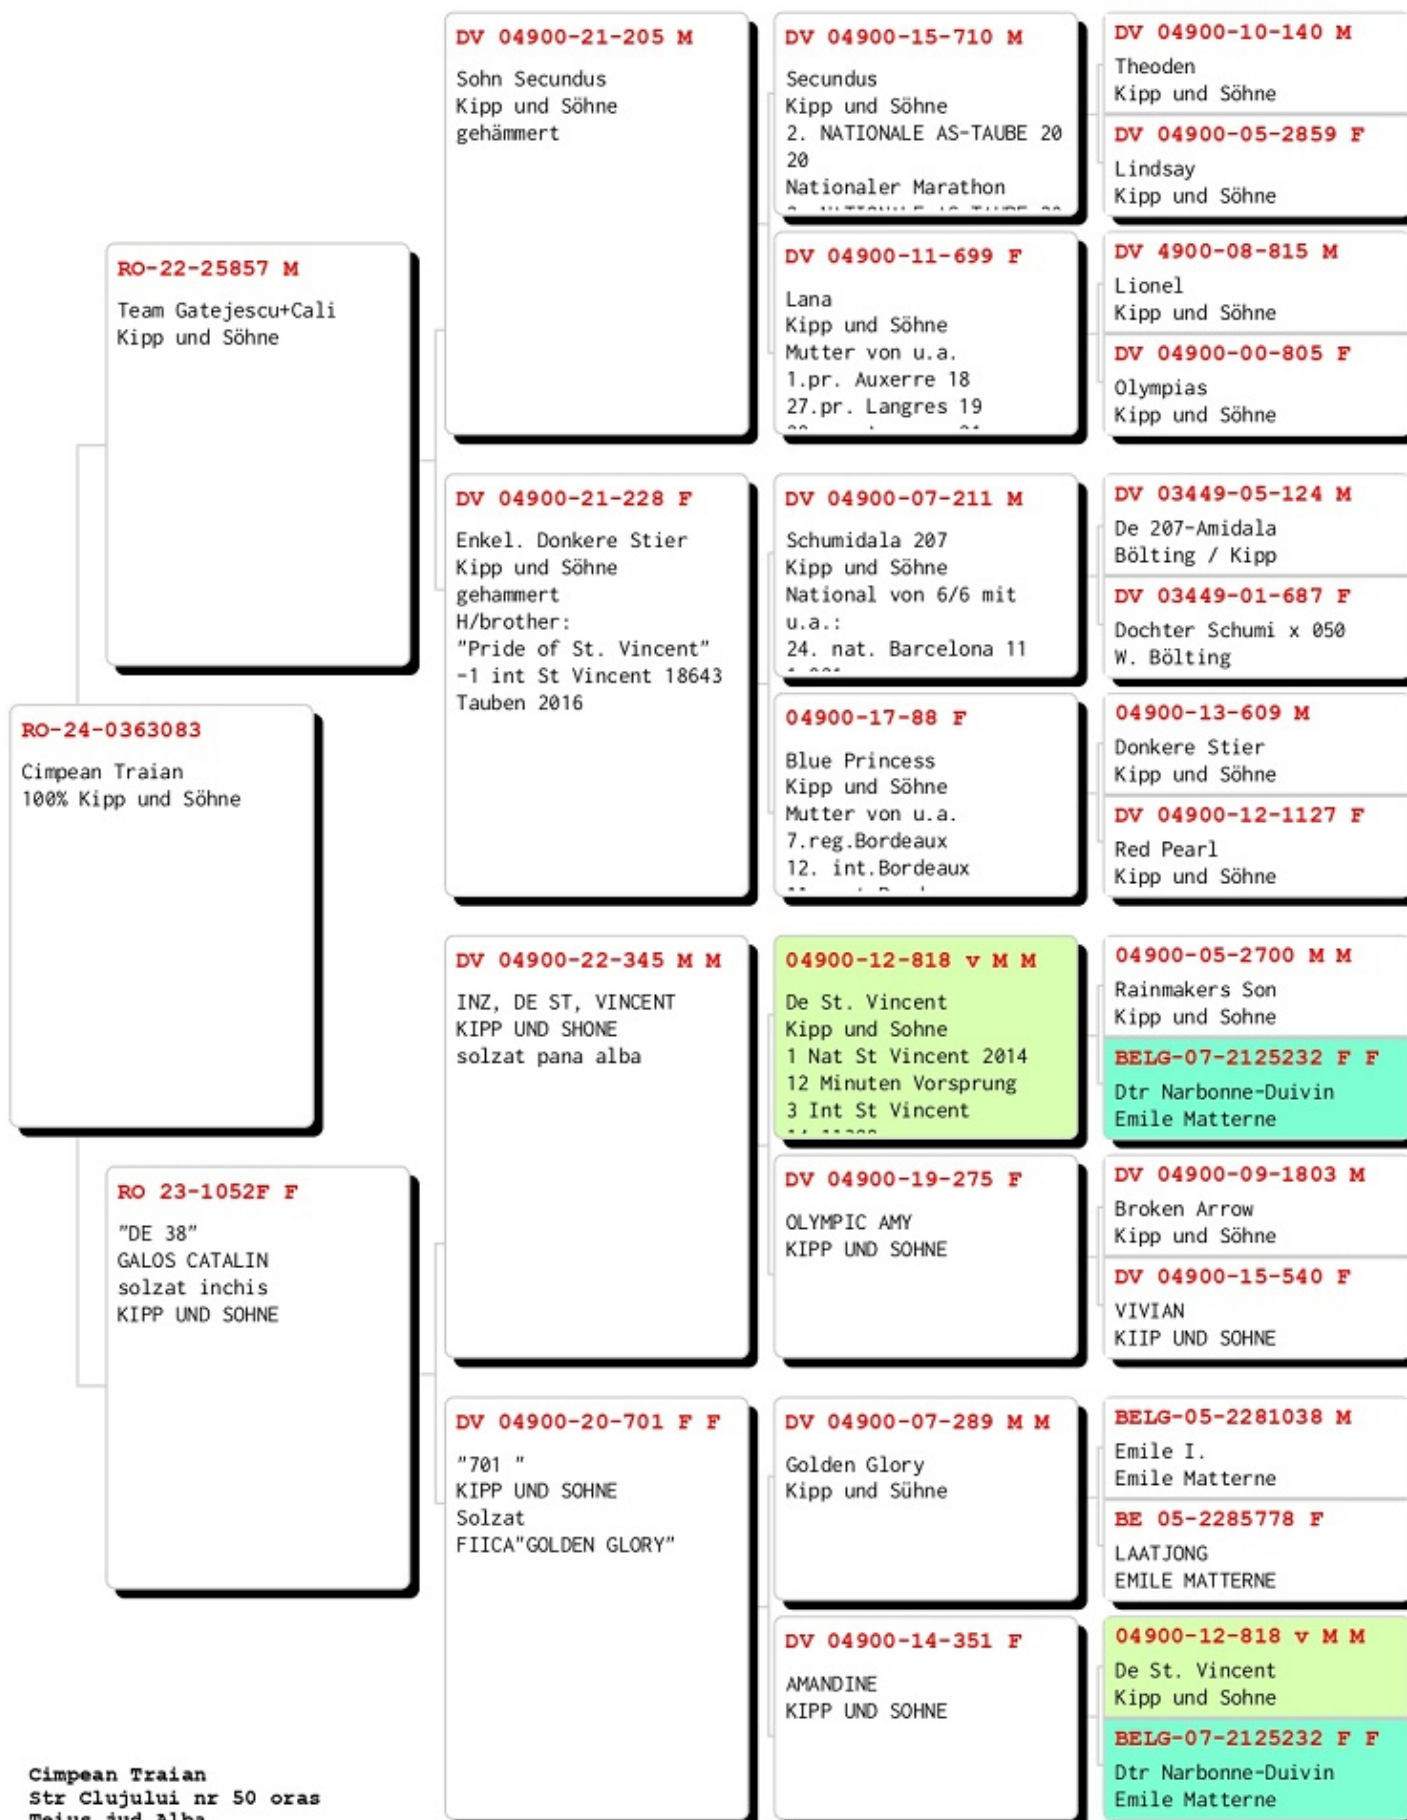 DV 04900-21-205 M
Sohn Secundus
Kipp und Söhne
gehämmert
DV 04900-15-710 M
Secundus
Kipp und Söhne
2. NATIONALE AS-TAUBE 20
20
Nationaler Marathon
DV 04900-10-140 M
Theoden
Kipp und Söhne
DV 04900-05-2859 F
Lindsay
Kipp und Söhne
DV 04900-11-699 F
Lana
Kipp und Söhne
Mutter von u.a.
1.pr. Auxerre 18
27.pr. Langres 19
DV 4900-08-815 M
Lionel
Kipp und Söhne
DV 04900-00-805 F
Olympias
Kipp und Söhne
RO-22-25857 M
Team Gatejescu+Cali
Kipp und Söhne
DV 04900-21-228 F
Enkel. Donkere Stier
Kipp und Söhne
gehammert
H/brother:
"Pride of St. Vincent"
-1 int St Vincent 18643
Tauben 2016
DV 04900-07-211 M
Schumidala 207
Kipp und Söhne
National von 6/6 mit
u.a.:
24. nat. Barcelona 11
DV 03449-05-124 M
De 207-Amidala
Bölting / Kipp
DV 03449-01-687 F
Dochter Schumi x 050
W. Bölting
04900-17-88 F
Blue Princess
Kipp und Söhne
Mutter von u.a.
7.reg.Bordeaux
12. int.Bordeaux
04900-13-609 M
Donkere Stier
Kipp und Söhne
DV 04900-12-1127 F
Red Pearl
Kipp und Söhne
RO-24-0363083
Cimpean Traian
100% Kipp und Söhne
DV 04900-22-345 M M
INZ, DE ST, VINCENT
KIPP UND SHONE
solzat pana alba
04900-12-818 v M M
De St. Vincent
Kipp und Sohne
1 Nat St Vincent 2014
12 Minuten Vorsprung
3 Int St Vincent
04900-05-2700 M M
Rainmakers Son
Kipp und Söhne
BELG-07-2125232 F F
Dtr Narbonne-Duivin
Emile Matterne
DV 04900-19-275 F
OLYMPIC AMY
KIPP UND SOHNE
DV 04900-09-1803 M
Broken Arrow
Kipp und Söhne
DV 04900-15-540 F
VIVIAN
KIIP UND SOHNE
RO 23-1052F F
"DE 38"
GALOS CATALIN
solzat inchis
KIPP UND SOHNE
DV 04900-20-701 F F
"701 "
KIPP UND SOHNE
Solzat
FIICA"GOLDEN GLORY"
DV 04900-07-289 M M
Golden Glory
Kipp und Sühne
BELG-05-2281038 M
Emile I.
Emile Matterne
BE 05-2285778 F
LAATJONG
EMILE MATTERNE
DV 04900-14-351 F
AMANDINE
KIPP UND SOHNE
04900-12-818 v M M
De St. Vincent
Kipp und Sohne
BELG-07-2125232 F F
Dtr Narbonne-Duivin
Emile Matterne
Cimpean Traian
Str Clujului nr 50 oras
Teius jud Alba